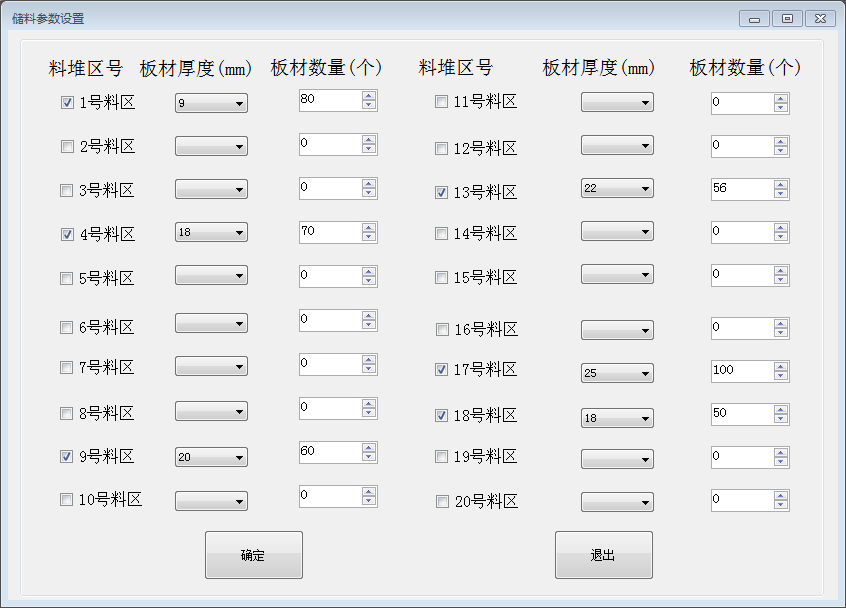 储料参数设置
料堆区号 板材厚度(mm) 板材数量(个) 料堆区号 板材厚度(mm) 板材数量(个)
1号料区 9 80 11号料区 0
2号料区 0 12号料区 0
3号料区 0 13号料区 22 56
4号料区 18 70 14号料区 0
5号料区 0 15号料区 0
6号料区 0 16号料区 0
7号料区 0 17号料区 25 100
8号料区 0 18号料区 18 50
9号料区 20 60 19号料区 0
10号料区 0 20号料区 0
确定 退出